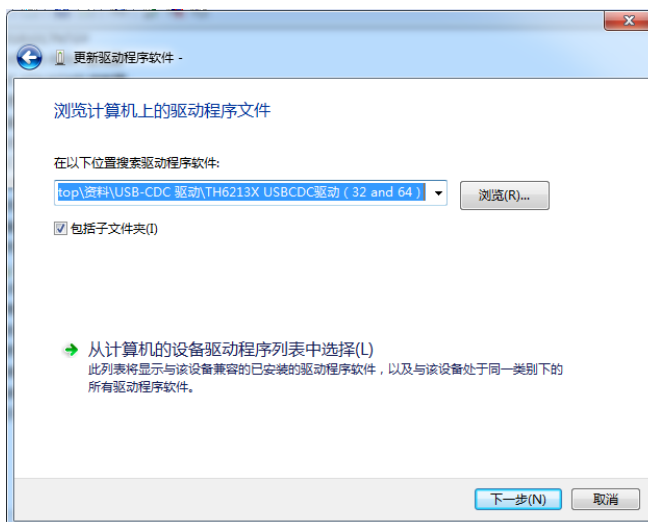 更新驱动程序软件 -
浏览计算机上的驱动程序文件
在以下位置搜索驱动程序软件:
top\资料\USB-CDC 驱动\TH6213X USBCDC驱动（32 and 64）
浏览(R)...
包括子文件夹(I)
从计算机的设备驱动程序列表中选择(L)
此列表将显示与该设备兼容的已安装的驱动程序软件，以及与该设备处于同一类别下的
所有驱动程序软件。
下一步(N)
取消